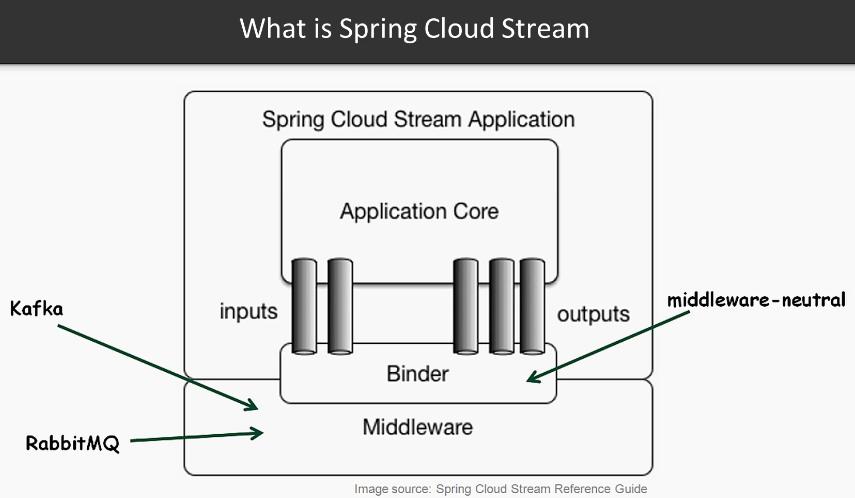 What is Spring Cloud Stream
Spring Cloud Stream Application
Application Core
Kafka
inputs
outputs
middleware-neutral
Binder
RabbitMQ
Middleware
Image source: Spring Cloud Stream Reference Guide